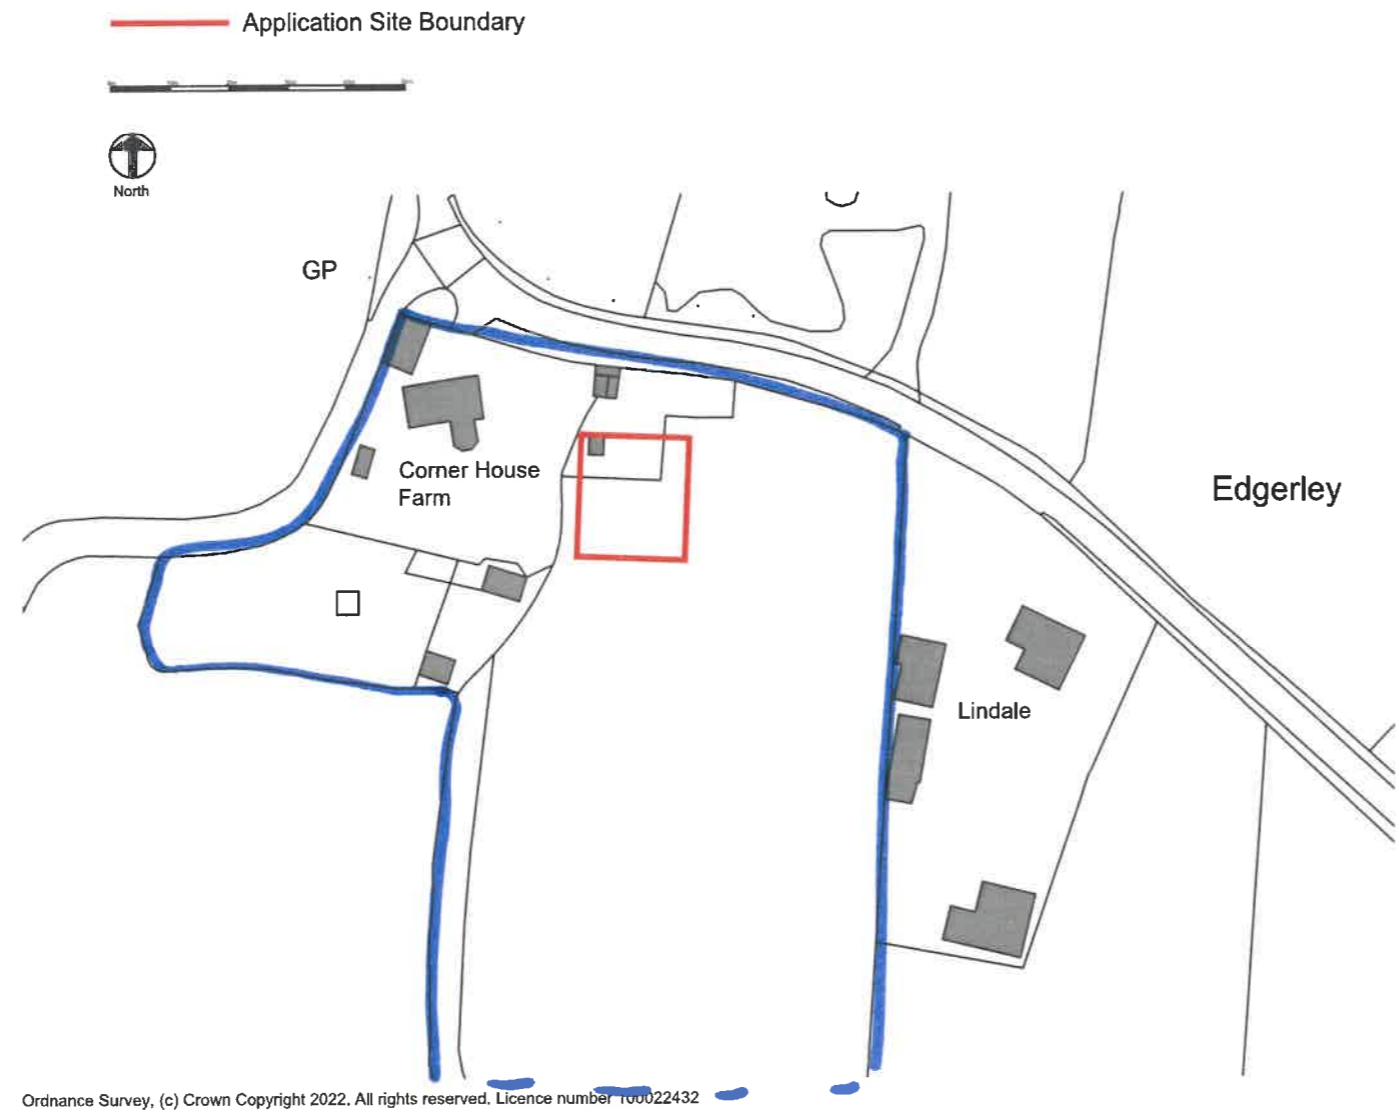 Application Site Boundary
North
GP
Corner House
Farm
Edgerley
Lindale
Ordnance Survey, (c) Crown Copyright 2022. All rights reserved. Licence number 100022432